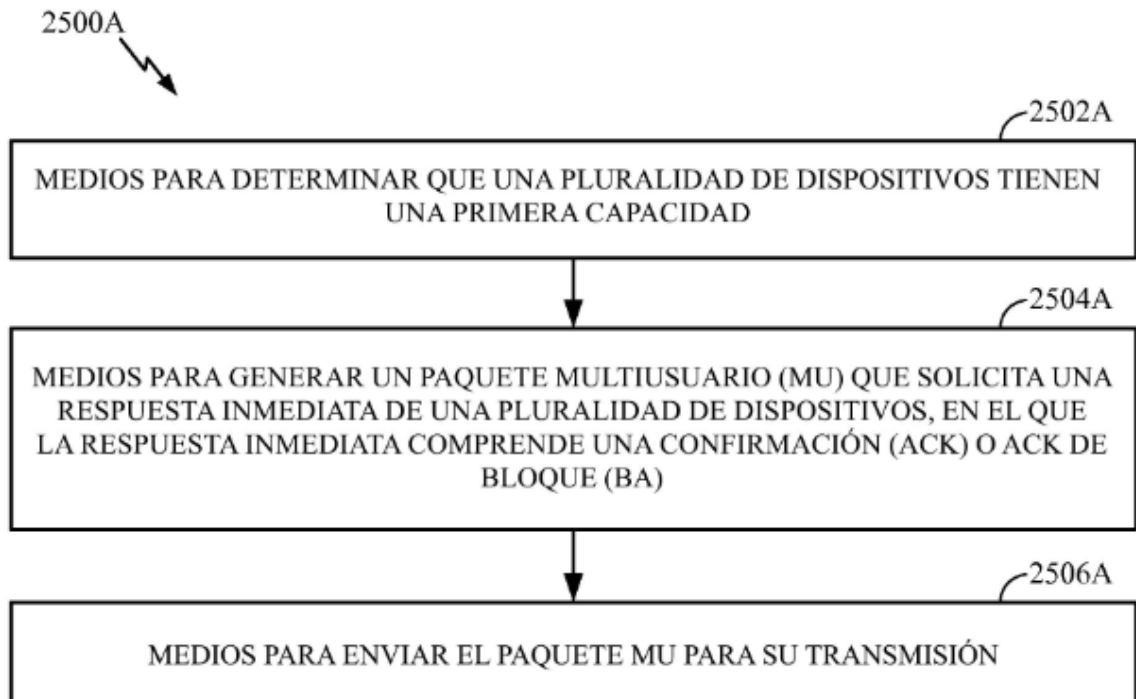 2500A
2502A
MEDIOS PARA DETERMINAR QUE UNA PLURALIDAD DE DISPOSITIVOS TIENEN
UNA PRIMERA CAPACIDAD
2504A
MEDIOS PARA GENERAR UN PAQUETE MULTIUSUARIO (MU) QUE SOLICITA UNA
RESPUESTA INMEDIATA DE UNA PLURALIDAD DE DISPOSITIVOS, EN EL QUE
LA RESPUESTA INMEDIATA COMPRENDE UNA CONFIRMACIÓN (ACK) O ACK DE
BLOQUE (BA)
2506A
MEDIOS PARA ENVIAR EL PAQUETE MU PARA SU TRANSMISIÓN